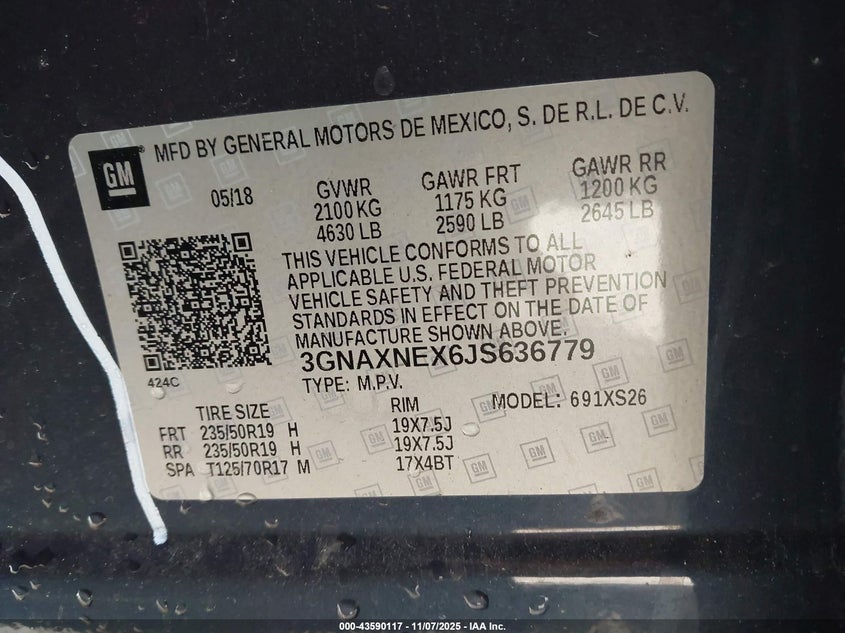 GM
MFD BY GENERAL MOTORS DE MEXICO, S. DE R.L. DE C.V.
05/18
GVWR
2100 KG
4630 LB
GAWR FRT
1175 KG
2590 LB
GAWR RR
1200 KG
2645 LB
THIS VEHICLE CONFORMS TO ALL
APPLICABLE U.S. FEDERAL MOTOR
VEHICLE SAFETY AND THEFT PREVENTION
STANDARDS IN EFFECT ON THE DATE OF
MANUFACTURE SHOWN ABOVE.
424C
3GNAXNEX6JS636779
TYPE: M.P.V.
MODEL: 691XS26
TIRE SIZE RIM
FRT 235/50R19 H 19X7.5J
RR 235/50R19 H 19X7.5J
SPA T125/70R17 M 17X4BT
000-43590117 - 11/07/2025 - IAA Inc.